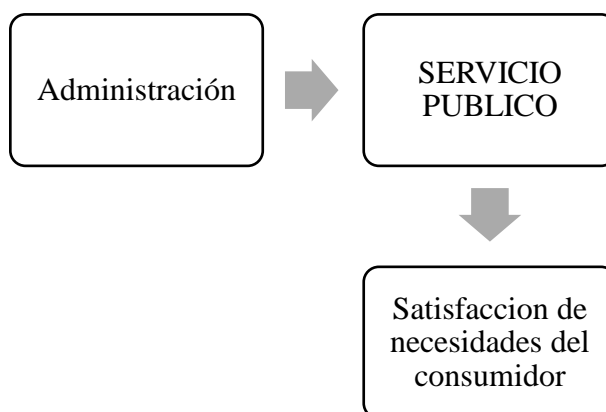 Administración
SERVICIO
PUBLICO
Satisfaccion de
necesidades del
consumidor